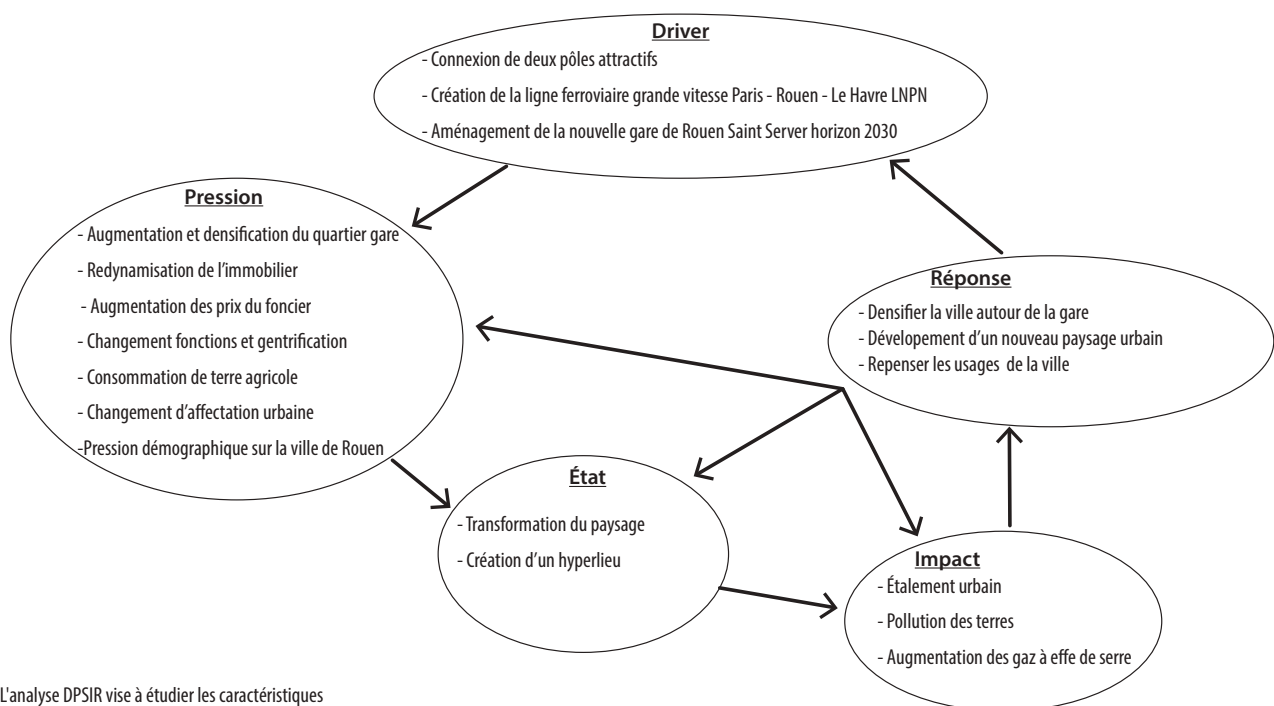 Driver
- Connexion de deux pôles attractifs
- Création de la ligne ferroviaire grande vitesse Paris - Rouen - Le Havre LNPN
- Aménagement de la nouvelle gare de Rouen Saint Server horizon 2030
Pression
- Augmentation et densification du quartier gare
- Redynamisation de l'immobilier
- Augmentation des prix du foncier
- Changement fonctions et gentrification
- Consommation de terre agricole
- Changement d'affectation urbaine
-Pression démographique sur la ville de Rouen
Réponse
- Densifier la ville autour de la gare
- Dévelopement d'un nouveau paysage urbain
- Repenser les usages de la ville
État
- Transformation du paysage
- Création d'un hyperlieu
Impact
- Étalement urbain
- Pollution des terres
- Augmentation des gaz à effe de serre
L'analyse DPSIR vise à étudier les caractéristiques